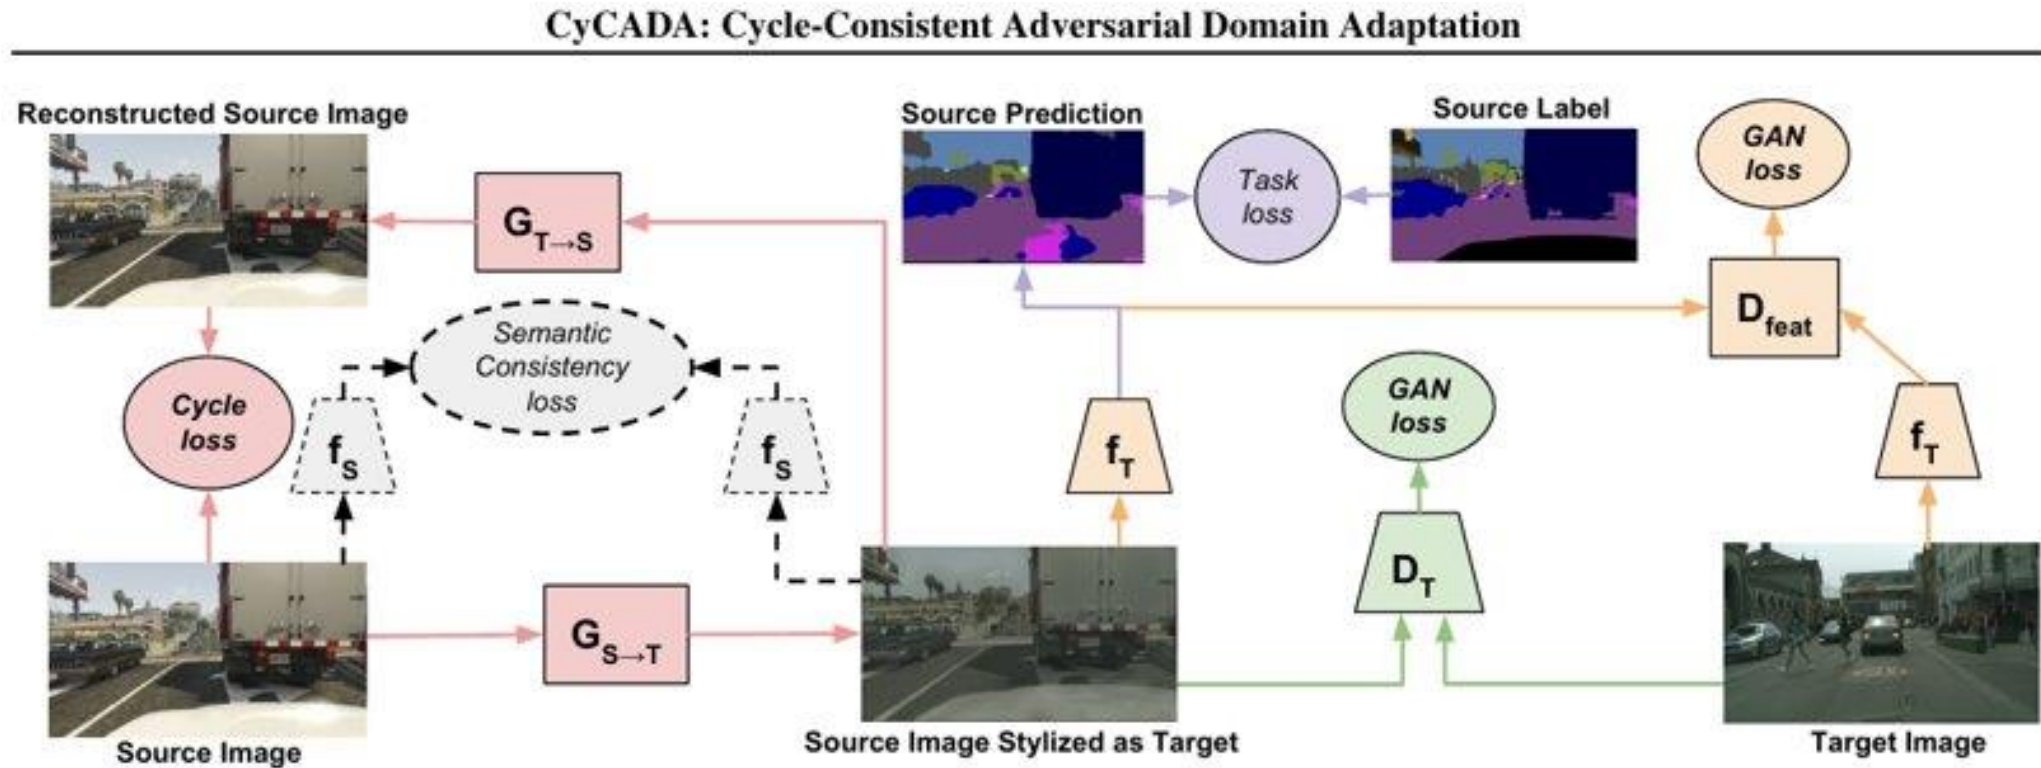 CyCADA: Cycle-Consistent Adversarial Domain Adaptation
Reconstructed Source Image
Source Prediction
Source Label
GAN
loss
Task
loss
G T→S
D feat
Semantic
Consistency
loss
Cycle
loss
GAN
loss
f S
f S
f T
f T
D T
G S→T
Source Image
Source Image Stylized as Target
Target Image